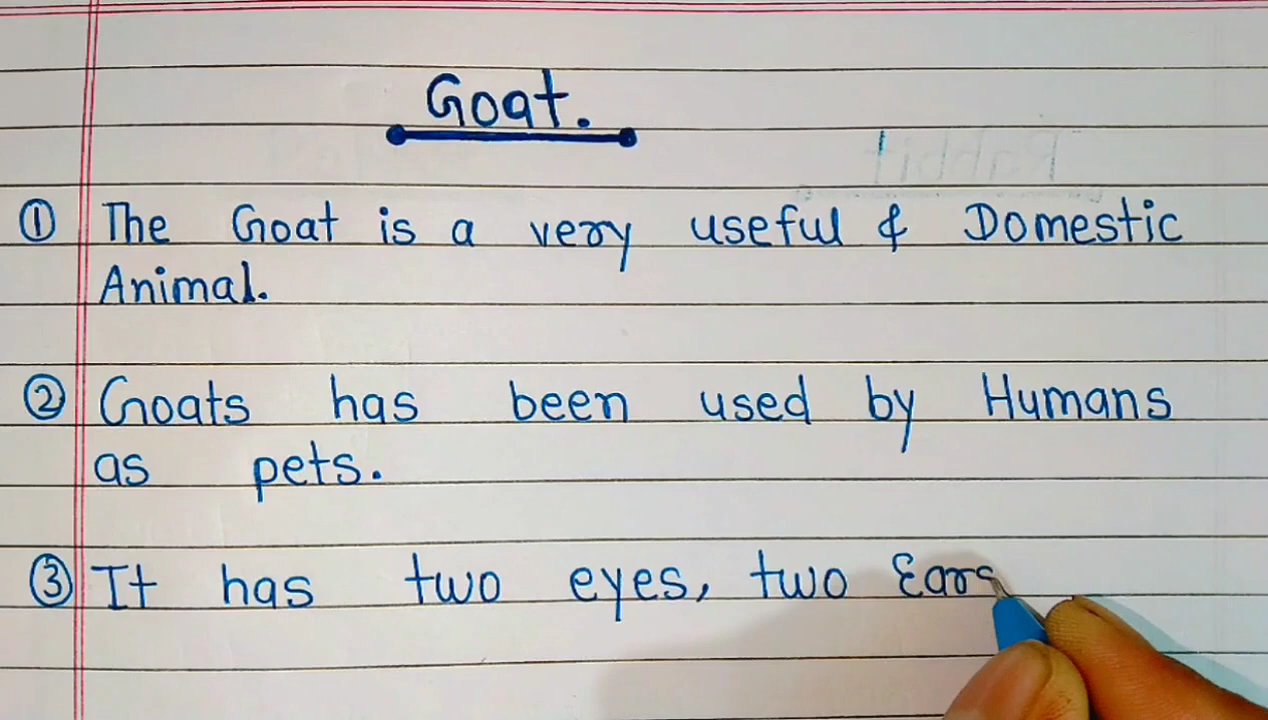 Goat.
Rabbit
① The Goat is a very useful & Domestic
Animal.
② Goats has been used by Humans
as pets.
③ It has two eyes, two Ears